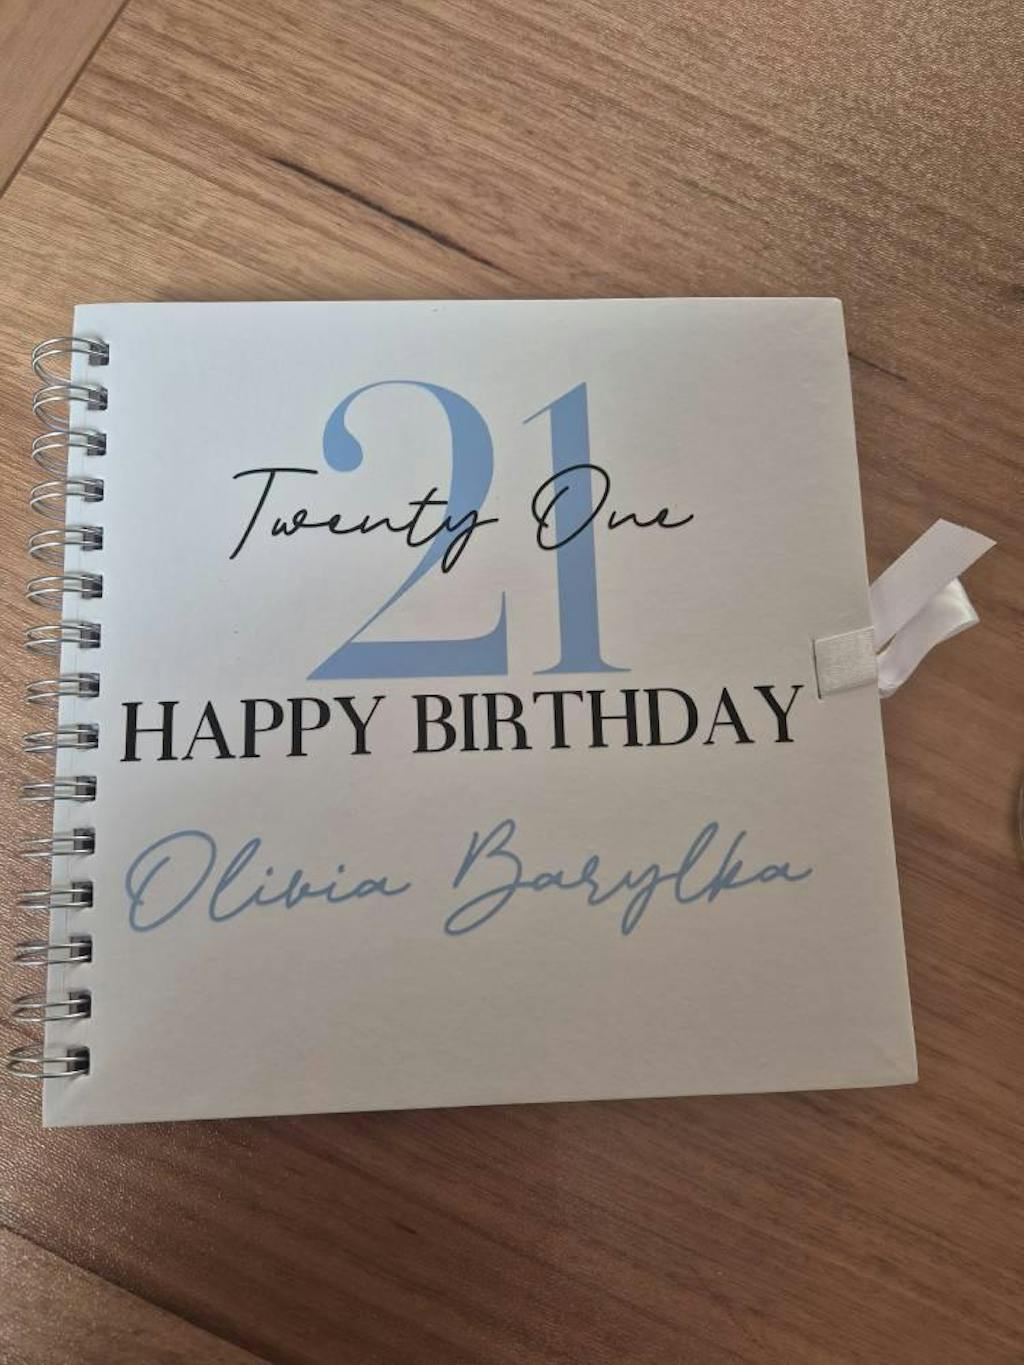 21
Twenty One
HAPPY BIRTHDAY
Olivia Barylka